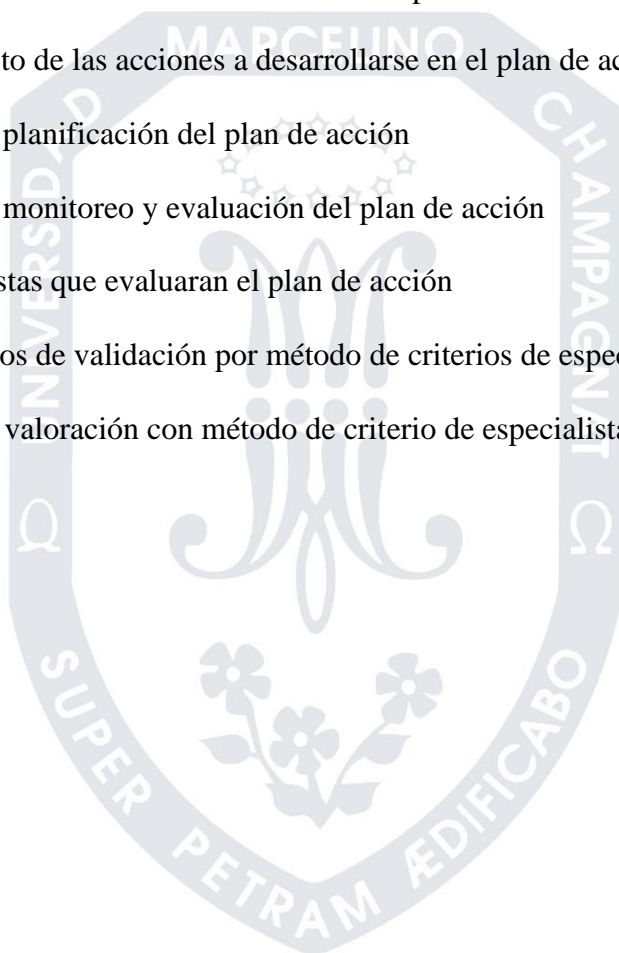 to de las acciones a desarrollarse en el plan de ac
planificación del plan de acción
monitoreo y evaluación del plan de acción
stas que evaluaran el plan de acción
os de validación por método de criterios de espec
valoración con método de criterio de especialista
UNIVERSIDAD MARCELINO CHAMPAGNAT
SUPER PETRAM ÆDIFICABO